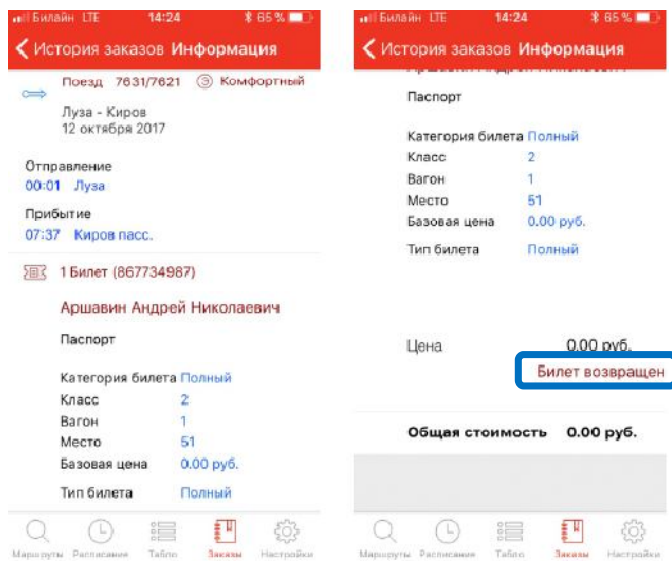 Билайн LTE 14:24 65 %
История заказов Информация
Поезд 7631/7621 Э Комфортный
Луза - Киров
12 октября 2017
Отправление
00:01 Луза
Прибытие
07:37 Киров пасс.
1 Билет (867734987)
Аршавин Андрей Николаевич
Паспорт
Категория билета Полный
Класс 2
Вагон 1
Место 51
Базовая цена 0.00 руб.
Тип билета Полный
Маршруты Расписание Табло Заказы Настройки
Билайн LTE 14:24 65 %
История заказов Информация
Паспорт
Категория билета Полный
Класс 2
Вагон 1
Место 51
Базовая цена 0.00 руб.
Тип билета Полный
Цена 0.00 руб.
Билет возвращен
Общая стоимость 0.00 руб.
Маршруты Расписание Табло Заказы Настройки